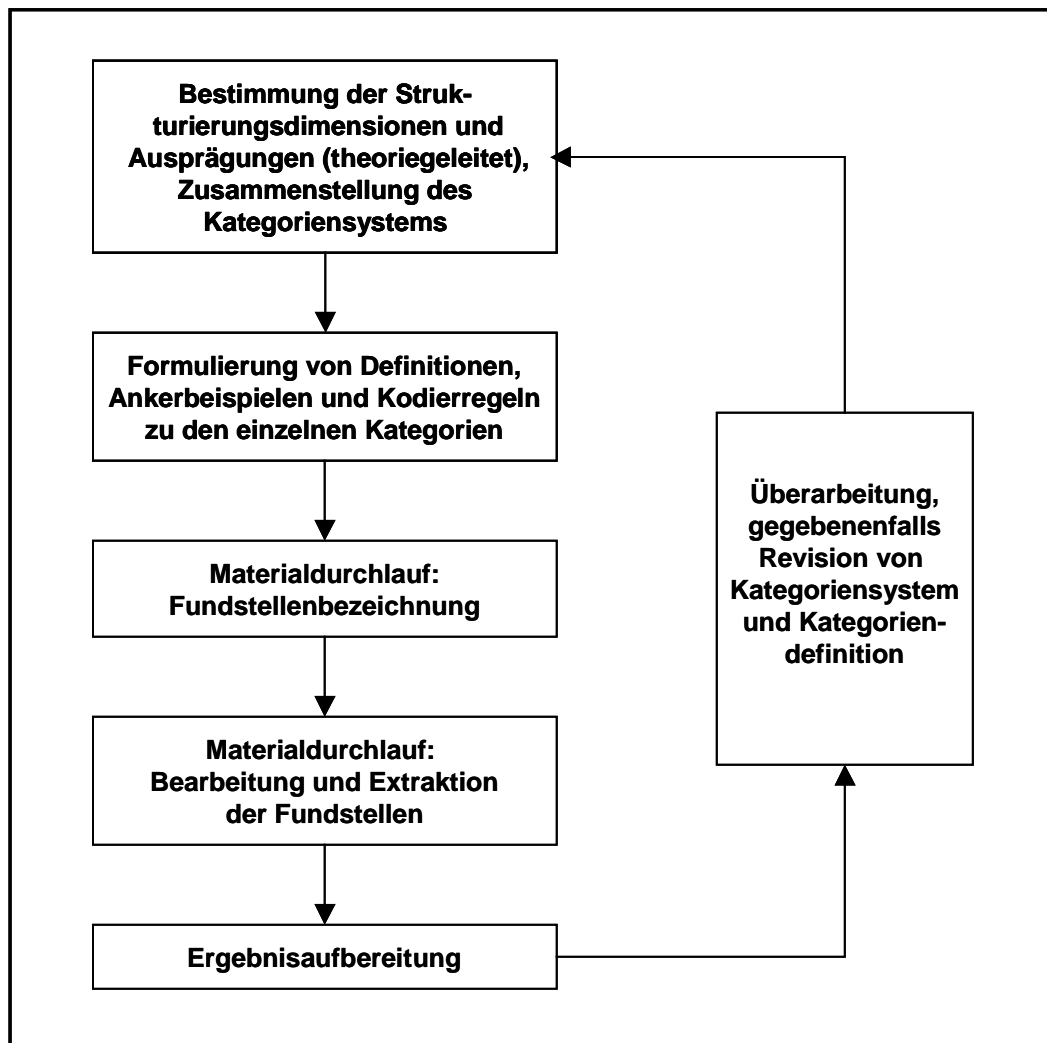 Bestimmung der Struk-
turierungsdimensionen und
Ausprägungen (theoriegeleitet),
Zusammenstellung des
Kategoriensystems
Formulierung von Definitionen,
Ankerbeispielen und Kodierregeln
zu den einzelnen Kategorien
Materialdurchlauf:
Fundstellenbezeichnung
Materialdurchlauf:
Bearbeitung und Extraktion
der Fundstellen
Ergebnisaufbereitung
Überarbeitung,
gegebenenfalls
Revision von
Kategoriensystem
und Kategorien-
definition